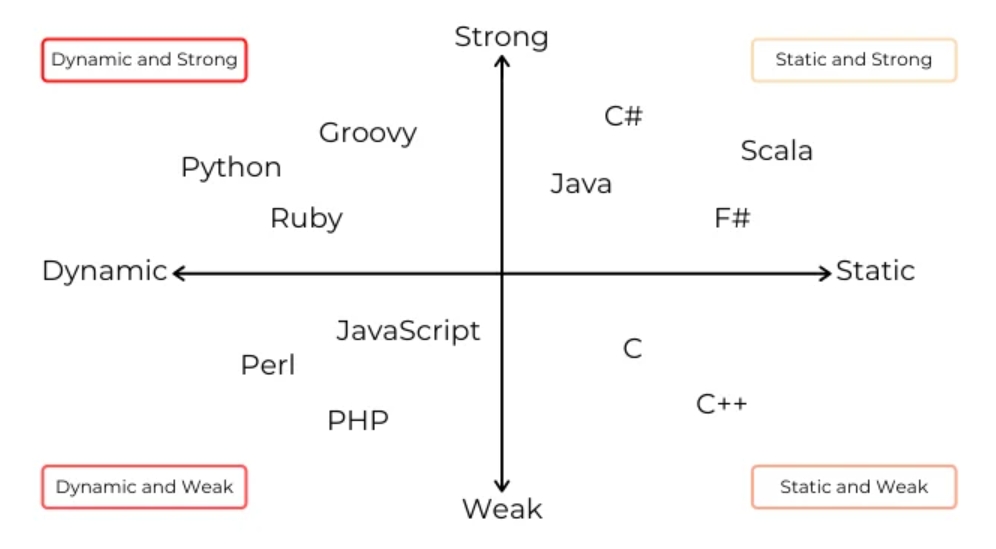 Strong
Dynamic and Strong
Static and Strong
C#
Groovy
Scala
Python
Java
Ruby
F#
Dynamic
Static
JavaScript
C
Perl
C++
PHP
Dynamic and Weak
Static and Weak
Weak